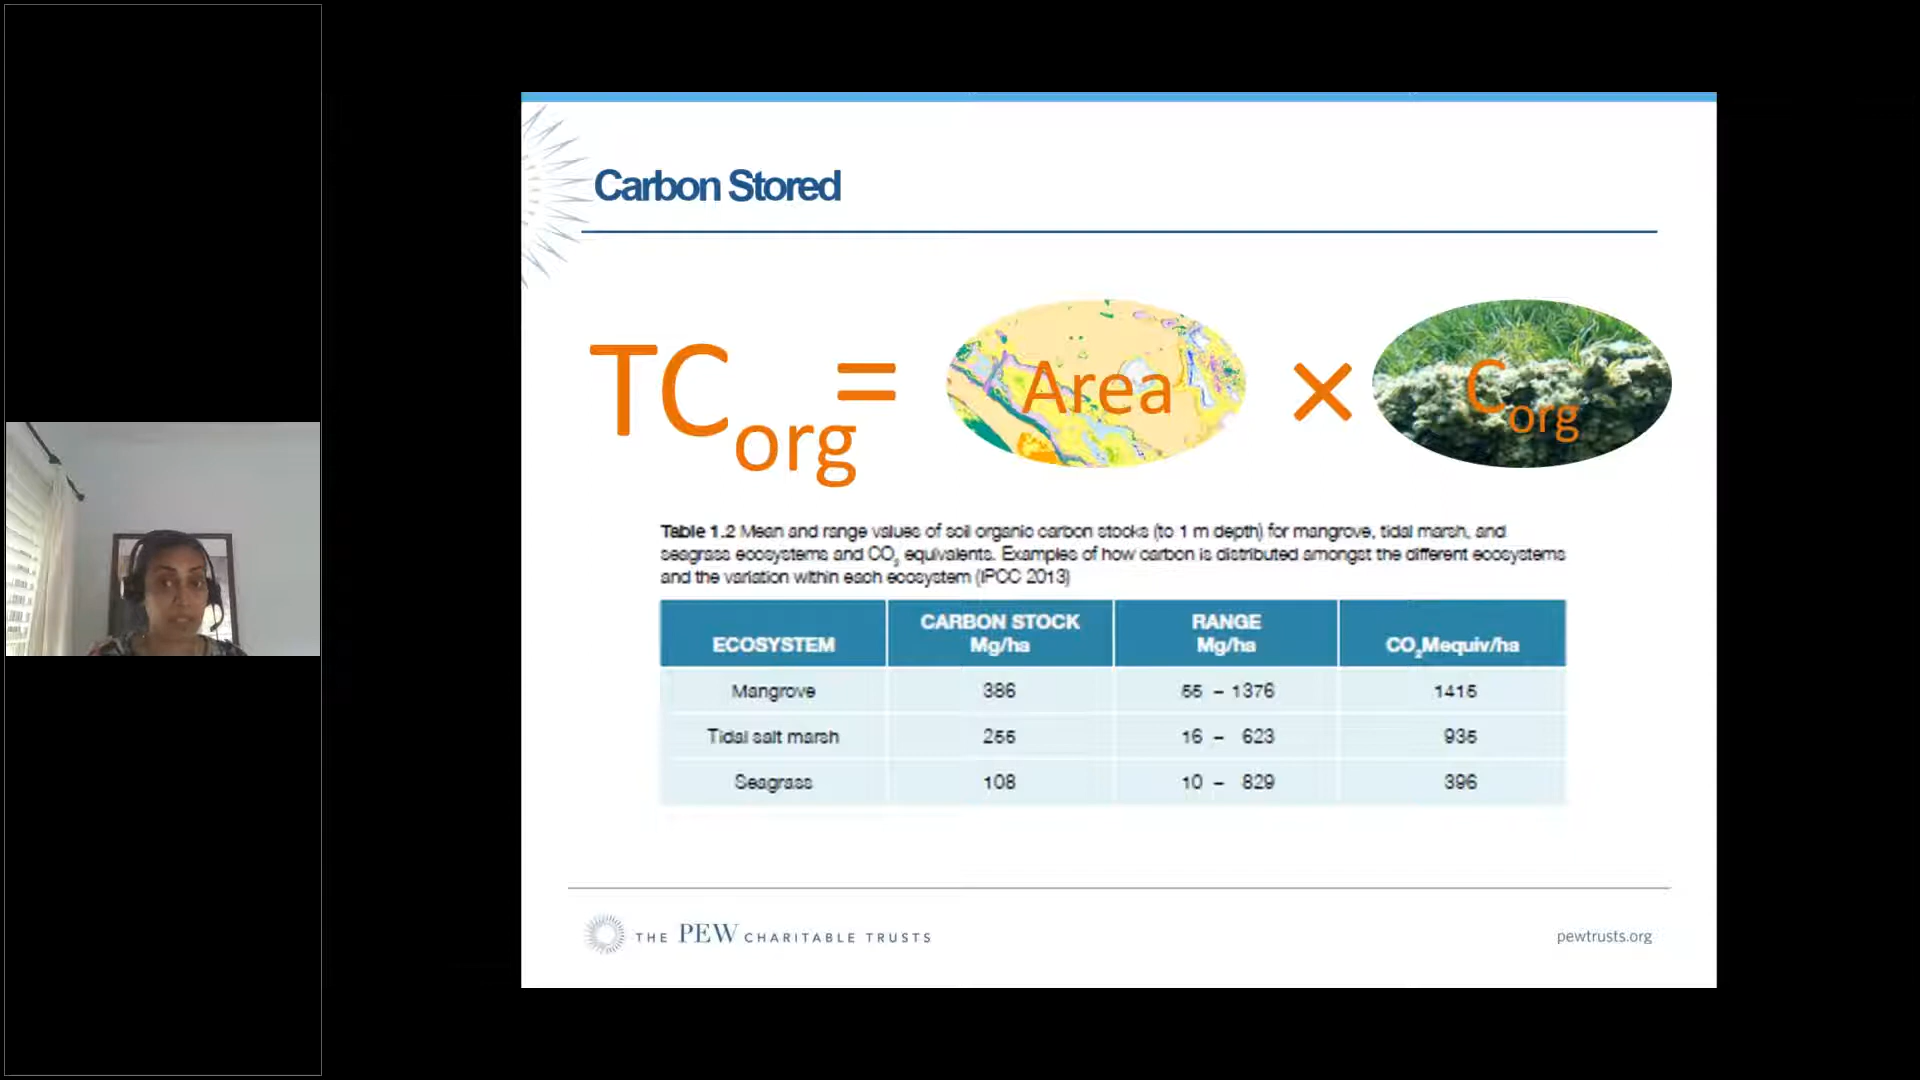 Carbon Stored
TCorg = Area × Corg
Table 1.2 Mean and range values of soil organic carbon stocks (to 1 m depth) for mangrove, tidal marsh, and
seagrass ecosystems and CO2 equivalents. Examples of how carbon is distributed amongst the different ecosystems
and the variation within each ecosystem (IPCC 2013)
ECOSYSTEM CARBON STOCK Mg/ha RANGE Mg/ha CO2Mequiv/ha
Mangrove 386 55 – 1376 1415
Tidal salt marsh 255 16 – 623 935
Seagrass 108 10 – 829 396
THE PEW CHARITABLE TRUSTS
pewtrusts.org